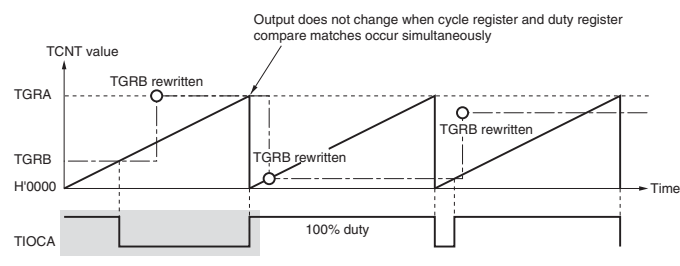 Output does not change when cycle register and duty register
compare matches occur simultaneously
TCNT value
TGRB rewritten
TGRA
TGRB rewritten
TGRB
TGRB rewritten
H'0000
Time
100% duty
TIOCA